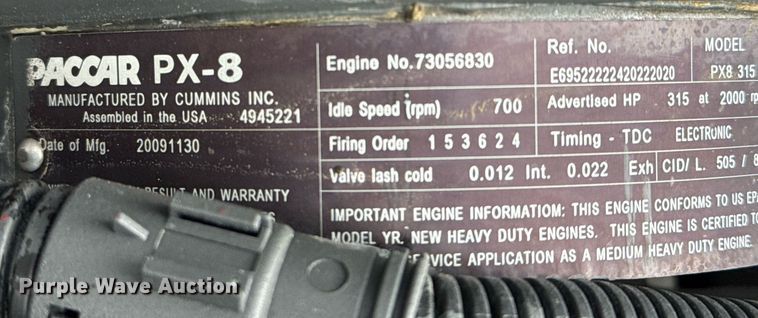 PACCAR PX-8
MANUFACTURED BY CUMMINS INC.
Assembled in the USA 4945221
Date of Mfg. 20091130
RESULT AND WARRANTY
Engine No.73056830
Idle Speed (rpm) 700
Firing Order 1 5 3 6 2 4
Valve lash cold 0.012 Int. 0.022 Exh
Ref. No.
E69522222420222020
MODEL
PX8 315
Advertised HP 315 at 2000
Timing - TDC ELECTRONIC
CID/ L. 505 /
IMPORTANT ENGINE INFORMATION: THIS ENGINE CONFORMS TO US
MODEL YR. NEW HEAVY DUTY ENGINES. THIS ENGINE IS CERTIFIED
SERVICE APPLICATION AS A MEDIUM HEAVY DUTY ENGINE.
Purple Wave Auction